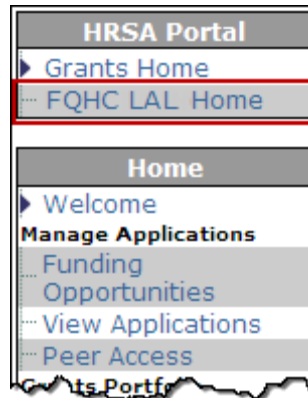 HRSA Portal
Grants Home
FQHC LAL Home
Home
Welcome
Manage Applications
Funding
Opportunities
View Applications
Peer Access